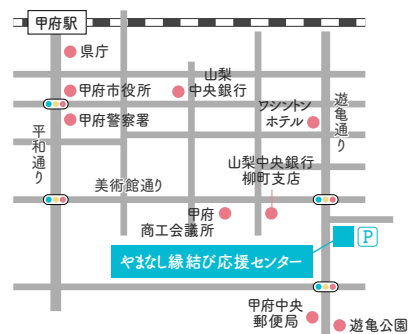 甲府駅
県庁
甲府市役所
山梨
中央銀行
甲府警察署
ワシントン
ホテル
遊亀通り
平和通り
山梨中央銀行
柳町支店
美術館通り
甲府
商工会議所
P
やまなし縁結び応援センター
甲府中央
郵便局
遊亀公園